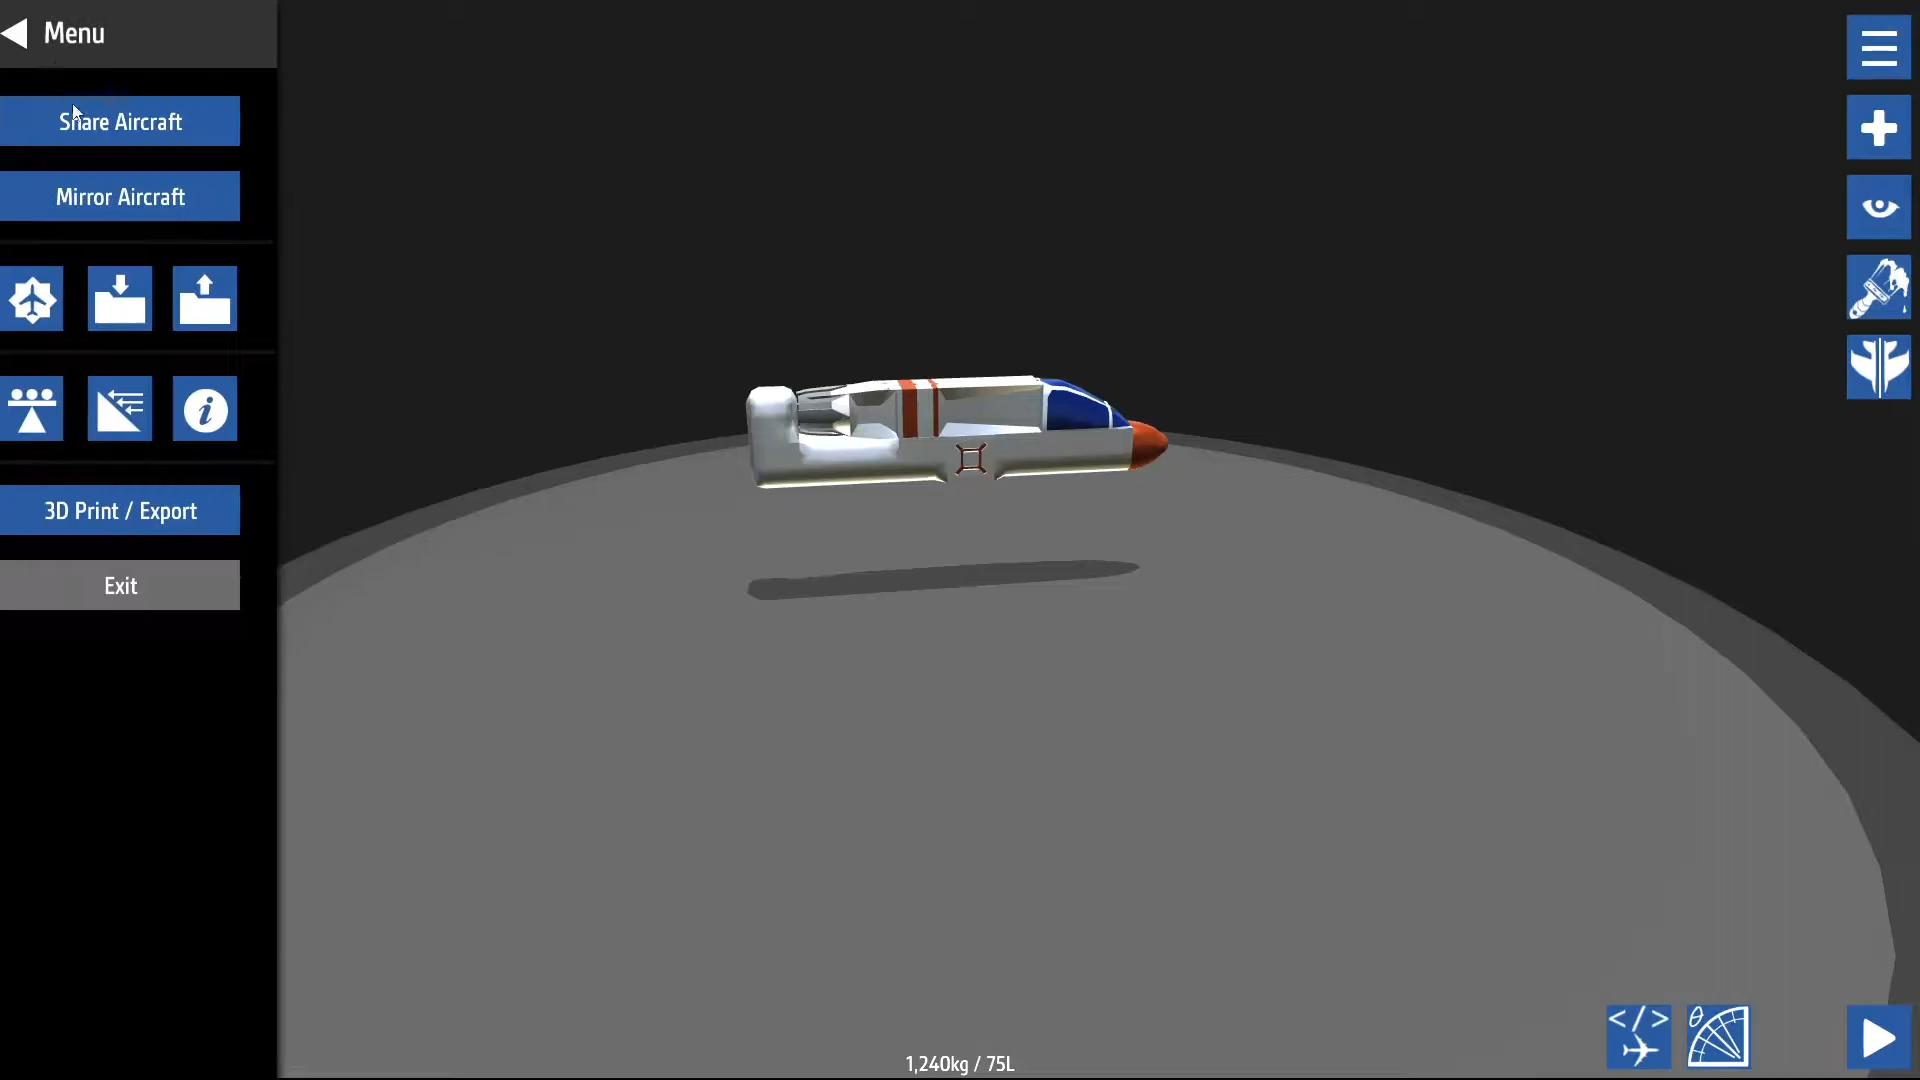 Menu
Share Aircraft
Mirror Aircraft
3D Print / Export
Exit
</>
θ
1,240kg / 75L